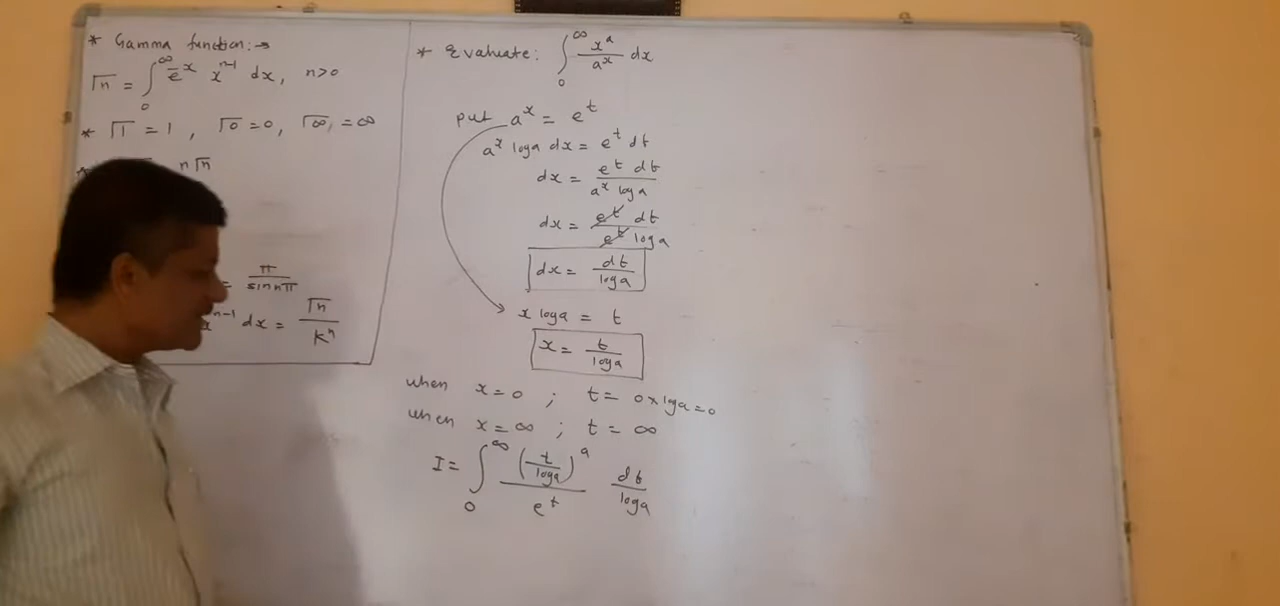 * Gamma function:→
Γn = ∫₀^∞ e^-x x^n-1 dx, n>0
* Γ1 = 1, Γ0 = 0, Γ∞ = ∞
nΓn
= π/sin nπ
x^n-1 dx = Γn/k^n
* Evaluate: ∫₀^∞ x^a/a^x dx
put a^x = e^t
a^x log a dx = e^t dt
dx = e^t dt/a^x log a
dx = e^t dt/e^t log a
dx = dt/log a
x log a = t
x = t/log a
when x = 0 ; t = 0 × log a = 0
when x = ∞ ; t = ∞
I = ∫₀^∞ (t/log a)^a/e^t dt/log a